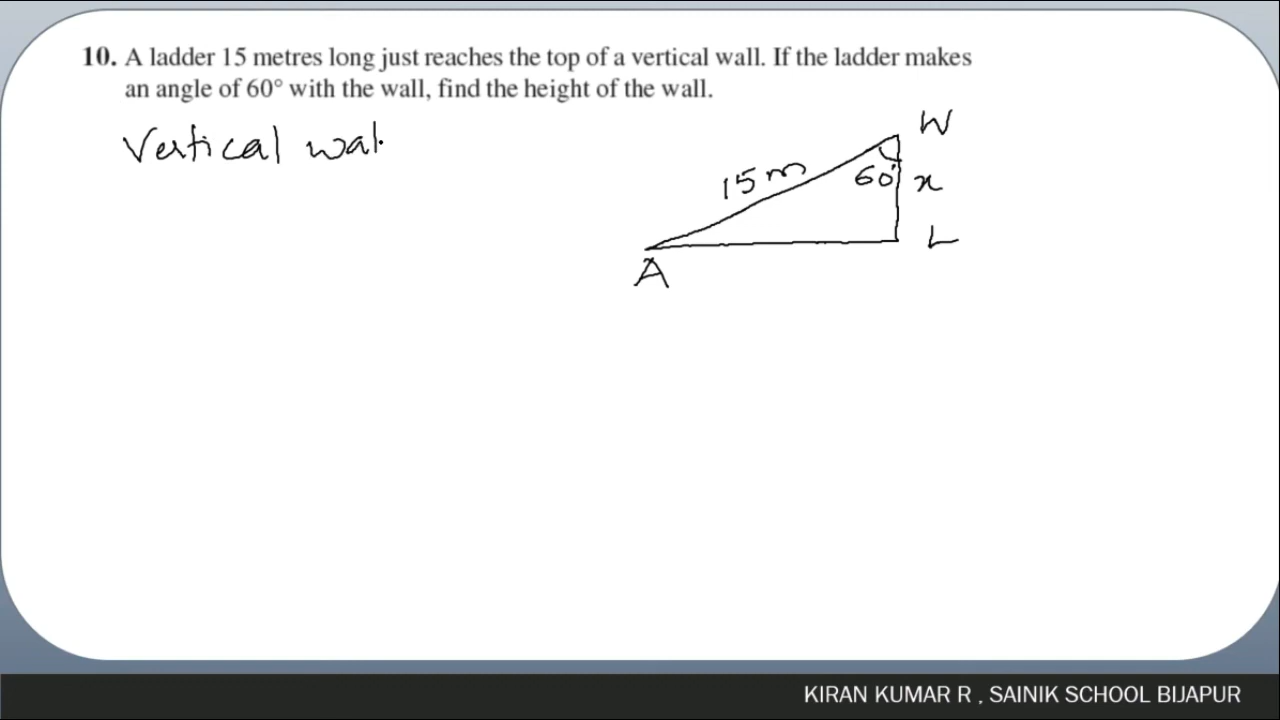 10. A ladder 15 metres long just reaches the top of a vertical wall. If the ladder makes
an angle of 60° with the wall, find the height of the wall.
Vertical wal
W
15m
60°
x
L
A
KIRAN KUMAR R , SAINIK SCHOOL BIJAPUR